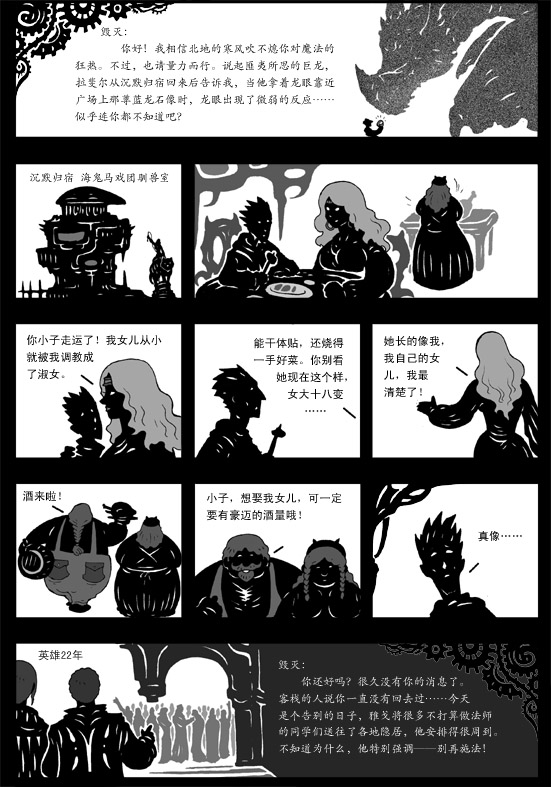 毁灭：
你好！我相信北地的寒风吹不熄你对魔法的
狂热。不过，也请量力而行。说起匪夷所思的巨龙，
拉斐尔从沉默归宿回来后告诉我，当他拿着龙眼靠近
广场上那尊蓝龙石像时，龙眼出现了微弱的反应……
似乎连你都不知道吧？
沉默归宿 海鬼马戏团驯兽室
你小子走运了！我女儿从小
就被我调教成
了淑女。
能干体贴，还烧得
一手好菜。你别看
她现在这个样，
女大十八变
……
她长的像我，
我自己的女
儿，我最
清楚了！
酒来啦！
小子，想娶我女儿，可一定
要有豪迈的酒量哦！
真像……
英雄22年
毁灭：
您还好吗？很久没有你的消息了。
客栈的人说你一直没有回去过……今天
是个告别的日子，雅戈将很多不打算做法师
的同学们送往了各地隐居，他安排得很周到。
不知道为什么，他特别强调——别再施法！